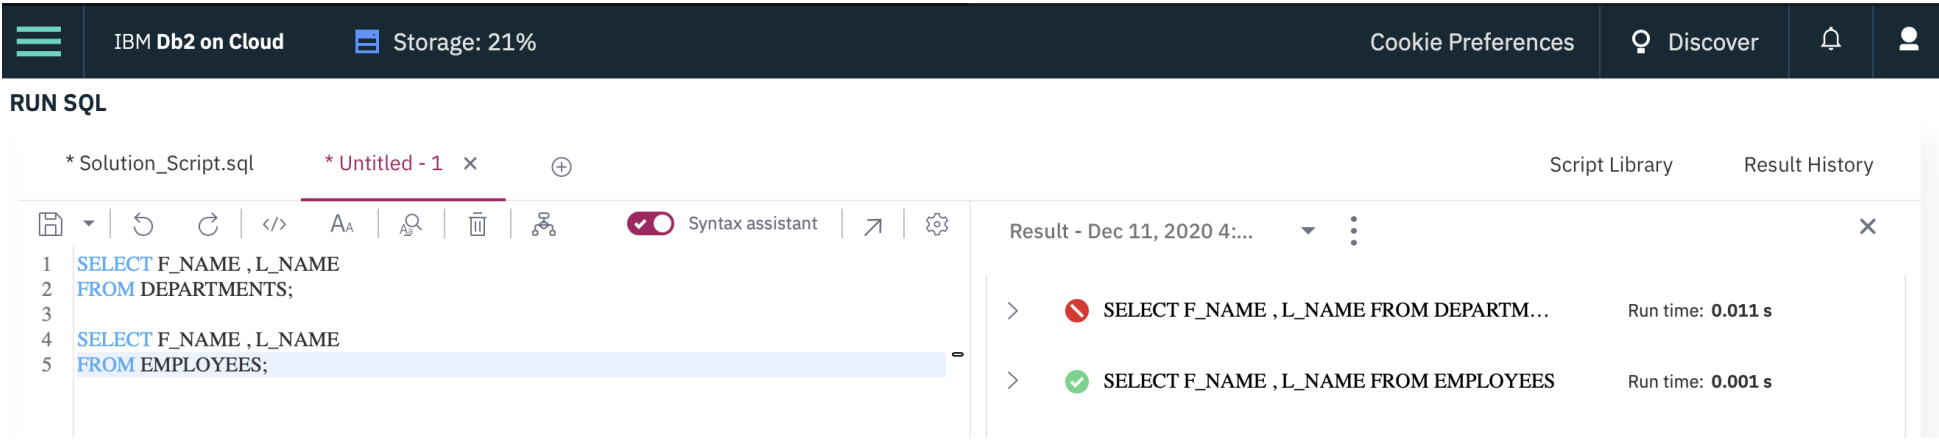 IBM Db2 on Cloud Storage: 21% Cookie Preferences Discover
RUN SQL
* Solution_Script.sql * Untitled - 1 × Script Library Result History
</> AA Syntax assistant Result - Dec 11, 2020 4:...
1 SELECT F_NAME , L_NAME
2 FROM DEPARTMENTS;
3
4 SELECT F_NAME , L_NAME
5 FROM EMPLOYEES;
SELECT F_NAME , L_NAME FROM DEPARTM... Run time: 0.011 s
SELECT F_NAME , L_NAME FROM EMPLOYEES Run time: 0.001 s